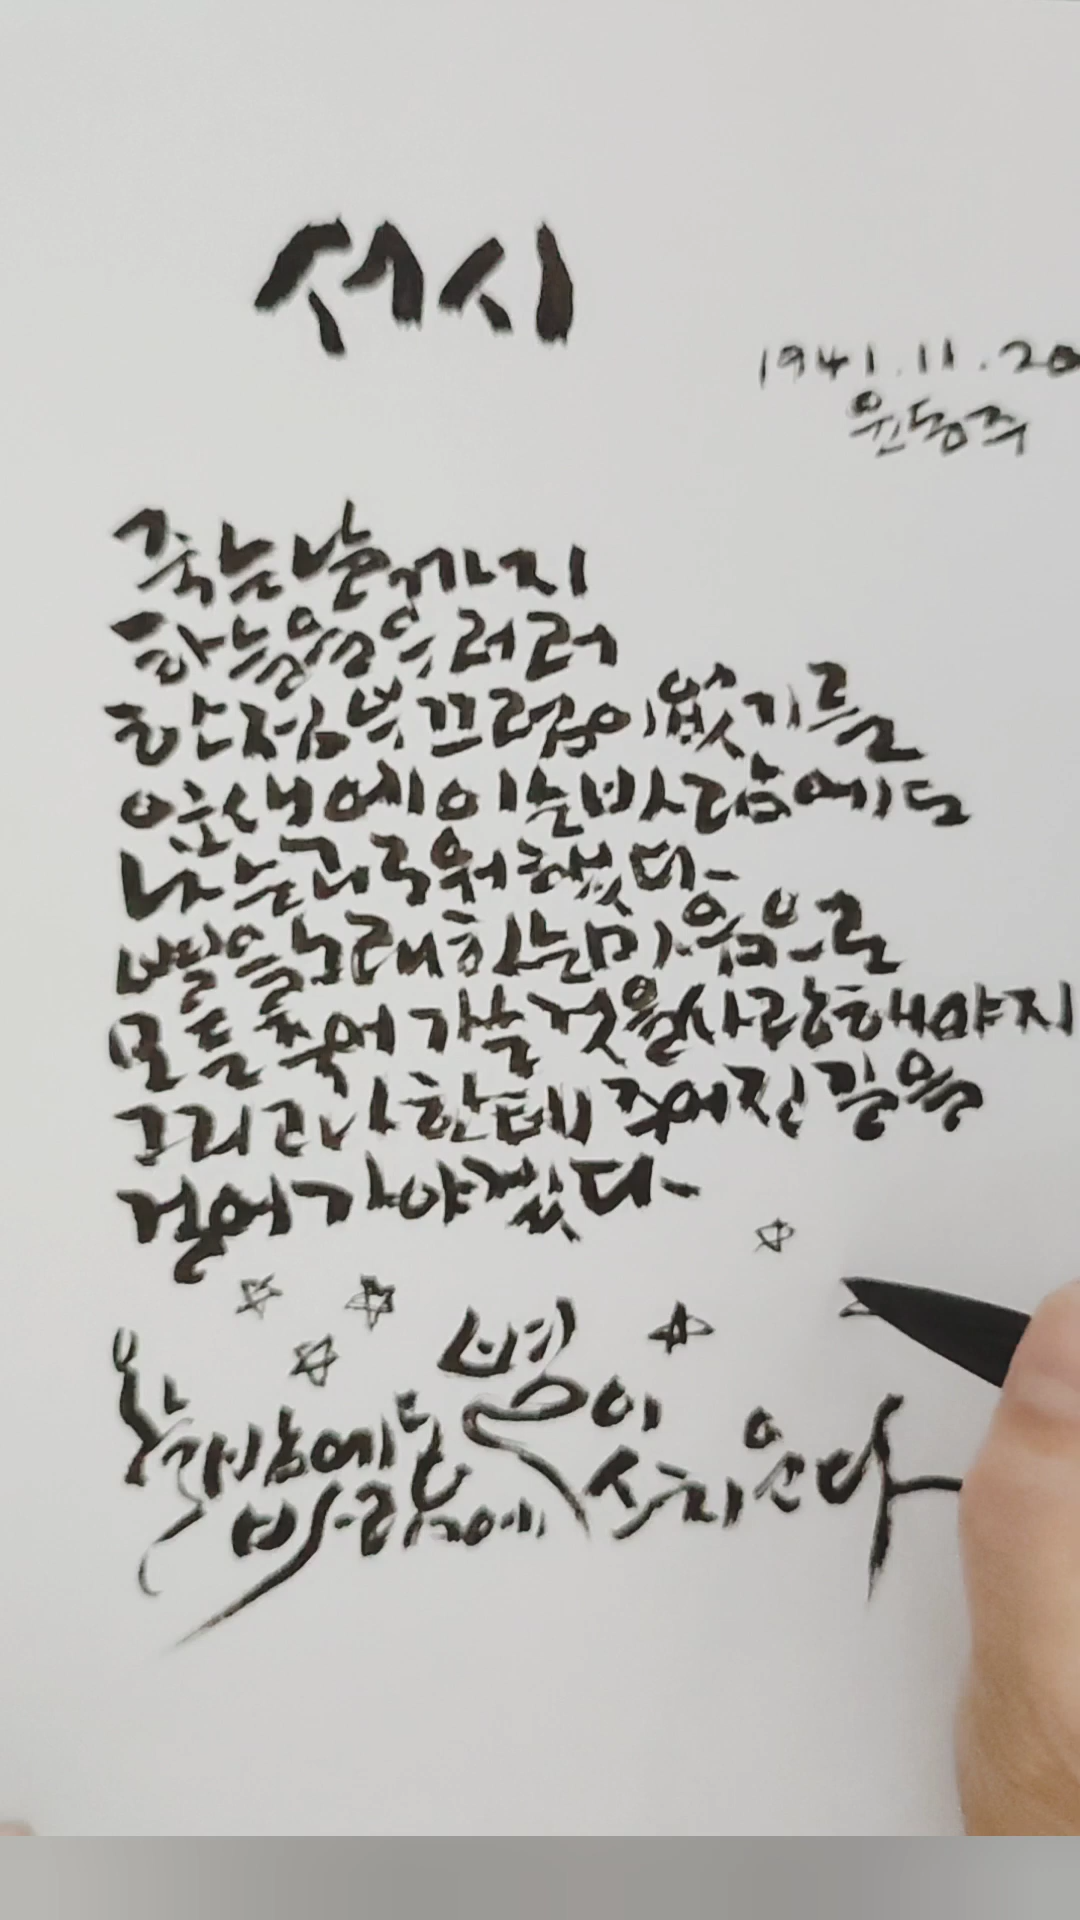 서시
1941.11.20
윤동주
죽는 날까지
하늘을 우러러
한점 부끄럼이 없기를
잎새에 이는 바람에도
나는 괴로워했다
별을 노래하는 마음으로
모든 죽어가는 것을 사랑해야지
그리고 나한테 주어진 길을
걸어가야겠다
오늘밤에도 별이
바람에 스치운다